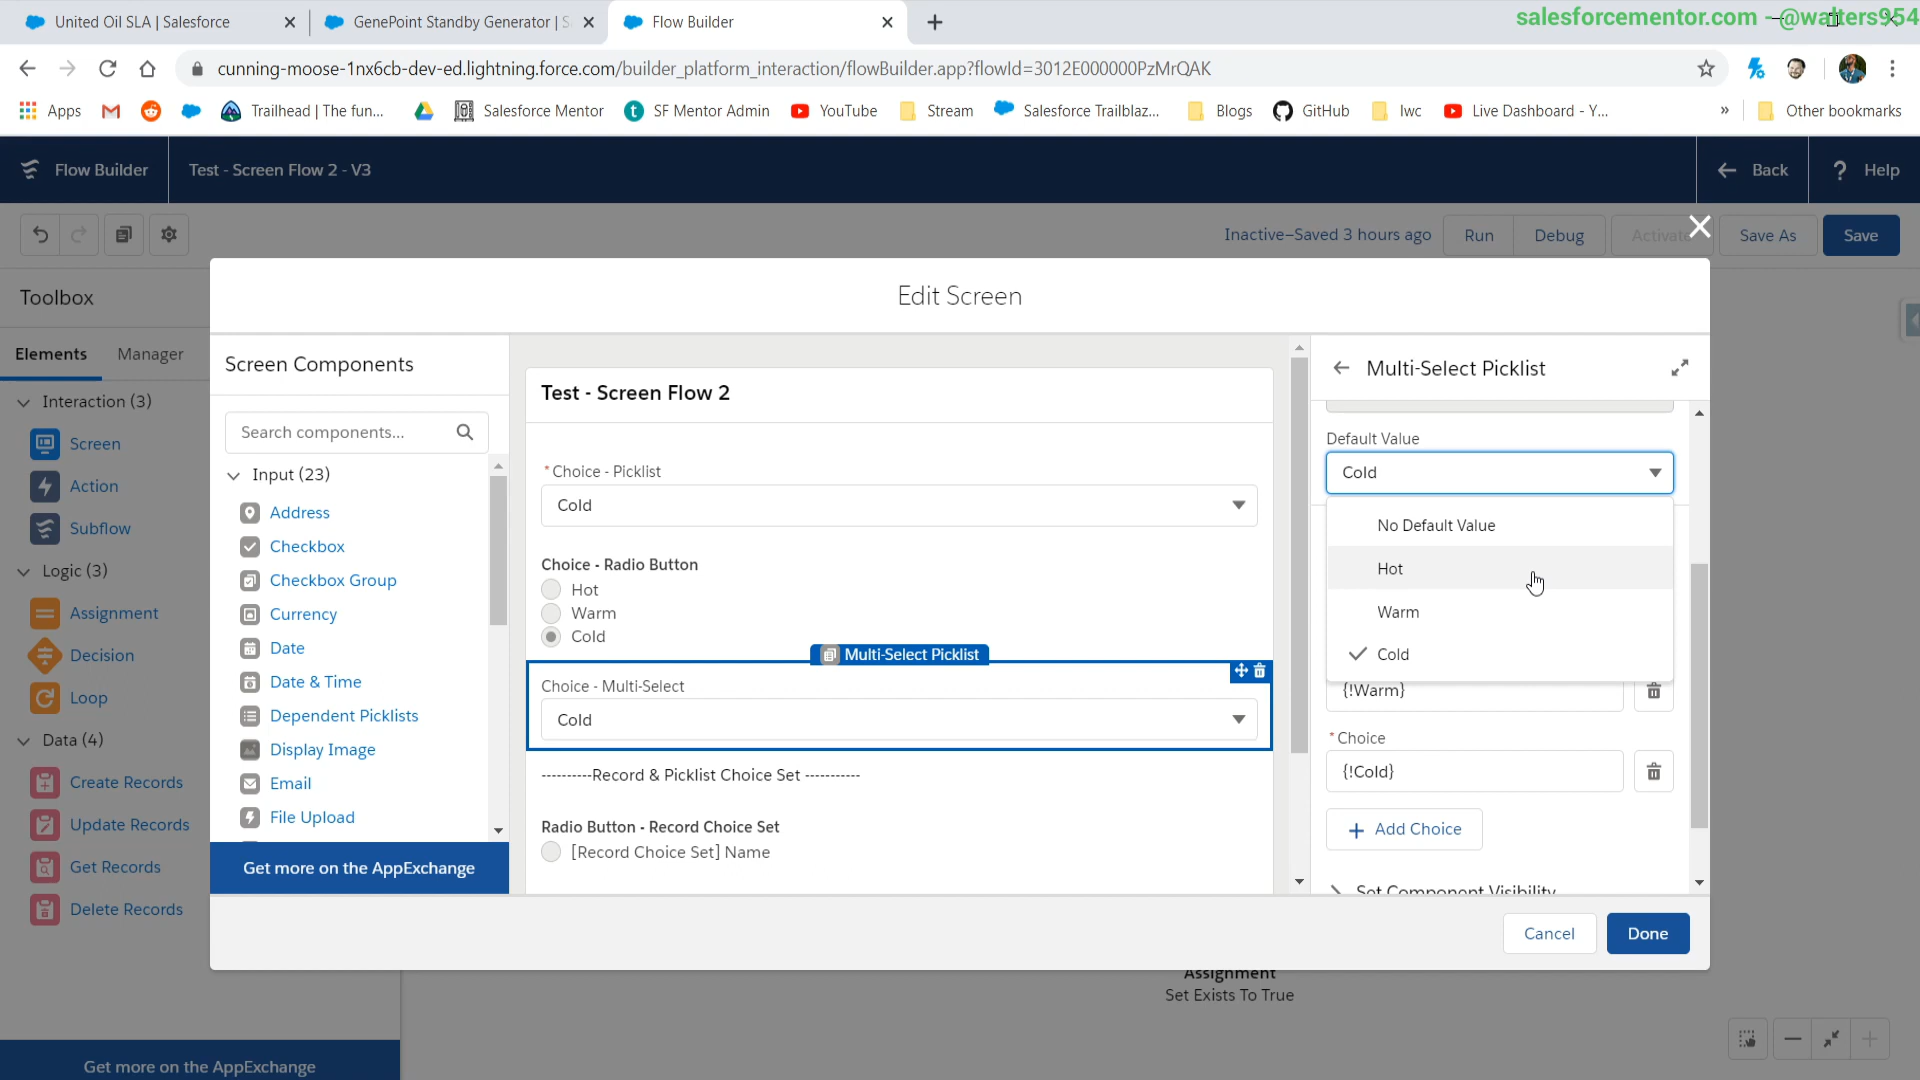 United Oil SLA | Salesforce
GenePoint Standby Generator | S
Flow Builder
salesforcementor.com - @walters954
cunning-moose-1nx6cb-dev-ed.lightning.force.com/builder_platform_interaction/flowBuilder.app?flowId=3012E000000PzMrQAK
Apps
Trailhead | The fun...
Salesforce Mentor
SF Mentor Admin
YouTube
Stream
Salesforce Trailblaz...
Blogs
GitHub
lwc
Live Dashboard - Y...
»
Other bookmarks
Flow Builder
Test - Screen Flow 2 - V3
Back
? Help
Inactive–Saved 3 hours ago
Run
Debug
Activate
Save As
Save
Toolbox
Elements
Manager
Interaction (3)
Screen
Action
Subflow
Logic (3)
Assignment
Decision
Loop
Data (4)
Create Records
Update Records
Get Records
Delete Records
Get more on the AppExchange
Edit Screen
Screen Components
Search components...
Input (23)
Address
Checkbox
Checkbox Group
Currency
Date
Date & Time
Dependent Picklists
Display Image
Email
File Upload
Get more on the AppExchange
Test - Screen Flow 2
* Choice - Picklist
Cold
Choice - Radio Button
Hot
Warm
Cold
Multi-Select Picklist
Choice - Multi-Select
Cold
----------Record & Picklist Choice Set -----------
Radio Button - Record Choice Set
[Record Choice Set] Name
Multi-Select Picklist
Default Value
Cold
No Default Value
Hot
Warm
Cold
{!Warm}
* Choice
{!Cold}
+ Add Choice
Set Component Visibility
Cancel
Done
Assignment
Set Exists To True